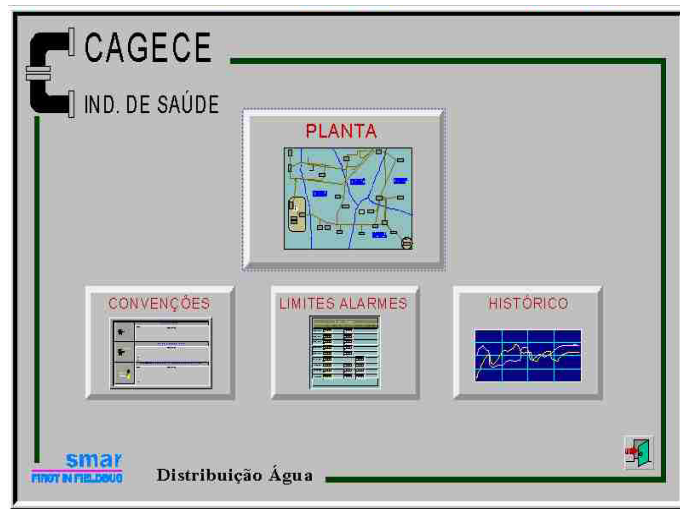 CAGECE
IND. DE SAÚDE
PLANTA
CONVENÇÕES
LIMITES ALARMES
HISTÓRICO
smar
FIRST IN FIELDBUS
Distribuição Água